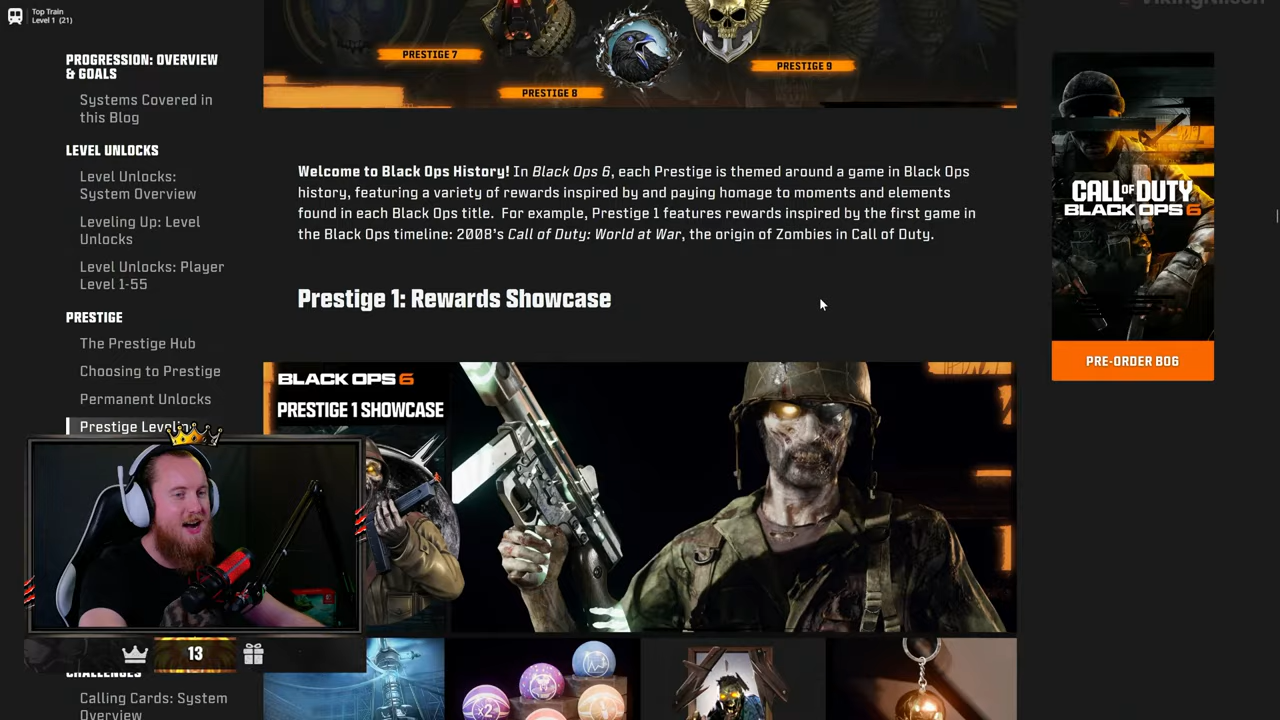 Top Train
Level 1 (21)
PROGRESSION: OVERVIEW
& GOALS
Systems Covered in
this Blog
LEVEL UNLOCKS
Level Unlocks:
System Overview
Leveling Up: Level
Unlocks
Level Unlocks: Player
Level 1-55
PRESTIGE
The Prestige Hub
Choosing to Prestige
Permanent Unlocks
Prestige Leveling
13
CHALLENGES
Calling Cards: System
Overview
PRESTIGE 7
PRESTIGE 8
PRESTIGE 9
Welcome to Black Ops History! In Black Ops 6, each Prestige is themed around a game in Black Ops
history, featuring a variety of rewards inspired by and paying homage to moments and elements
found in each Black Ops title. For example, Prestige 1 features rewards inspired by the first game in
the Black Ops timeline: 2008's Call of Duty: World at War, the origin of Zombies in Call of Duty.
Prestige 1: Rewards Showcase
BLACK OPS 6
PRESTIGE 1 SHOWCASE
x2
CALL OF DUTY
BLACK OPS 6
PRE-ORDER BO6